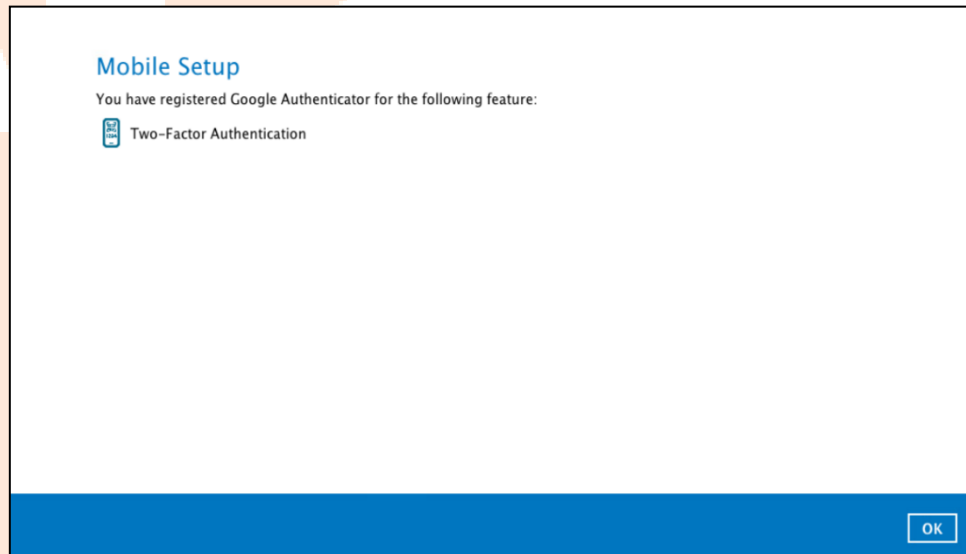 Mobile Setup
You have registered Google Authenticator for the following feature:
Two-Factor Authentication
OK